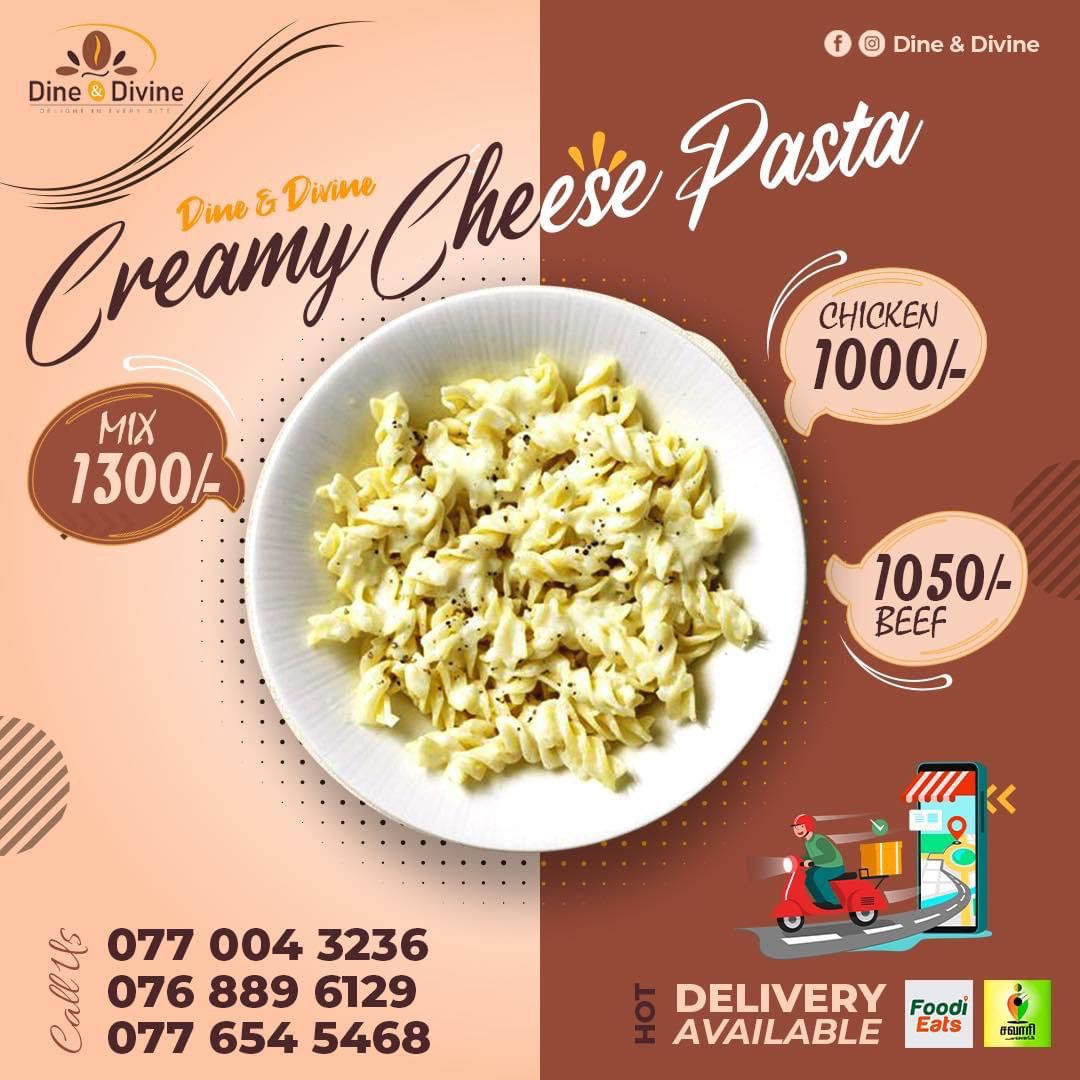 Dine & Divine
DELIGHT IN EVERY BITE
Dine & Divine
Dine & Divine
Creamy Cheese Pasta
CHICKEN
1000/-
MIX
1300/-
1050/-
BEEF
Call Us
077 004 3236
076 889 6129
077 654 5468
HOT
DELIVERY
AVAILABLE
Foodi
Eats
சவாரி